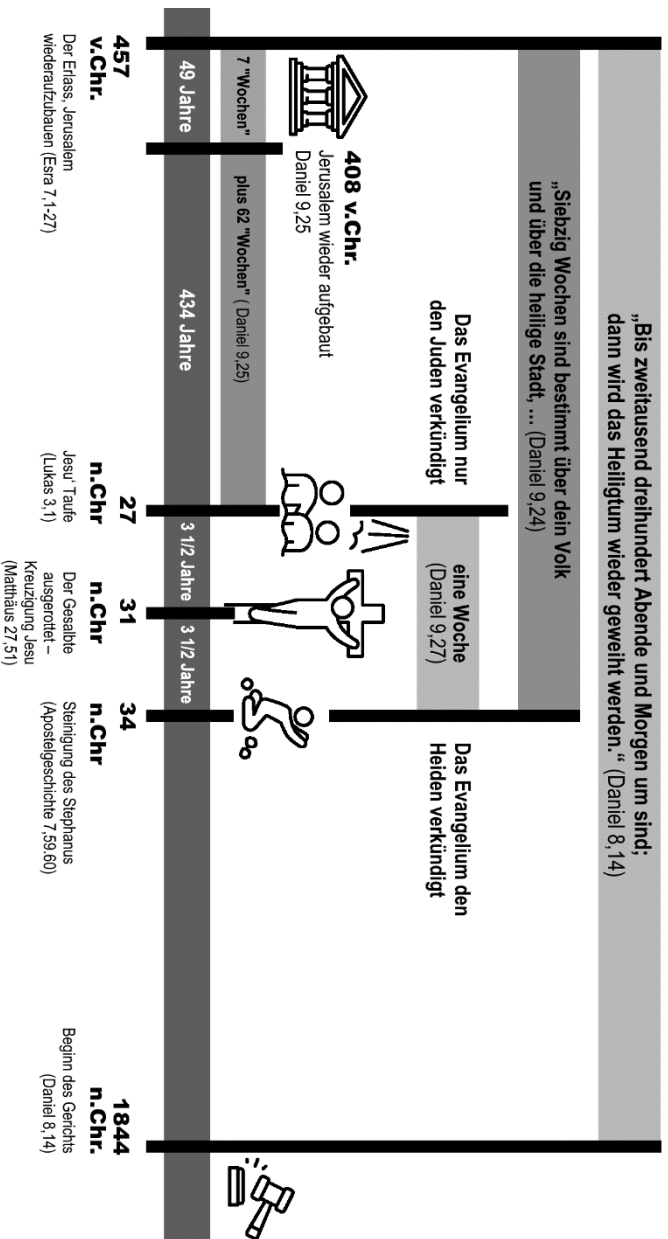 „Bis zweitausend dreihundert Abende und Morgen um sind;
dann wird das Heiligtum wieder geweiht werden.“ (Daniel 8,14)
„Siebzig Wochen sind bestimmt über dein Volk
und über die heilige Stadt, ... (Daniel 9,24)
Das Evangelium nur
den Juden verkündigt
eine Woche
(Daniel 9,27)
Das Evangelium den
Heiden verkündigt
408 v.Chr.
Jerusalem wieder aufgebaut
Daniel 9,25
7 "Wochen"
plus 62 "Wochen" ( Daniel 9,25)
49 Jahre
434 Jahre
3 1/2 Jahre
3 1/2 Jahre
457
v.Chr.
Der Erlass, Jerusalem
wiederaufzubauen (Esra 7,1-27)
27
n.Chr
Jesu' Taufe
(Lukas 3,1)
31
n.Chr
Der Gesalbte
ausgerottet –
Kreuzigung Jesu
(Matthäus 27,51)
34
n.Chr
Steinigung des Stephanus
(Apostelgeschichte 7,59.60)
1844
n.Chr.
Beginn des Gerichts
(Daniel 8,14)